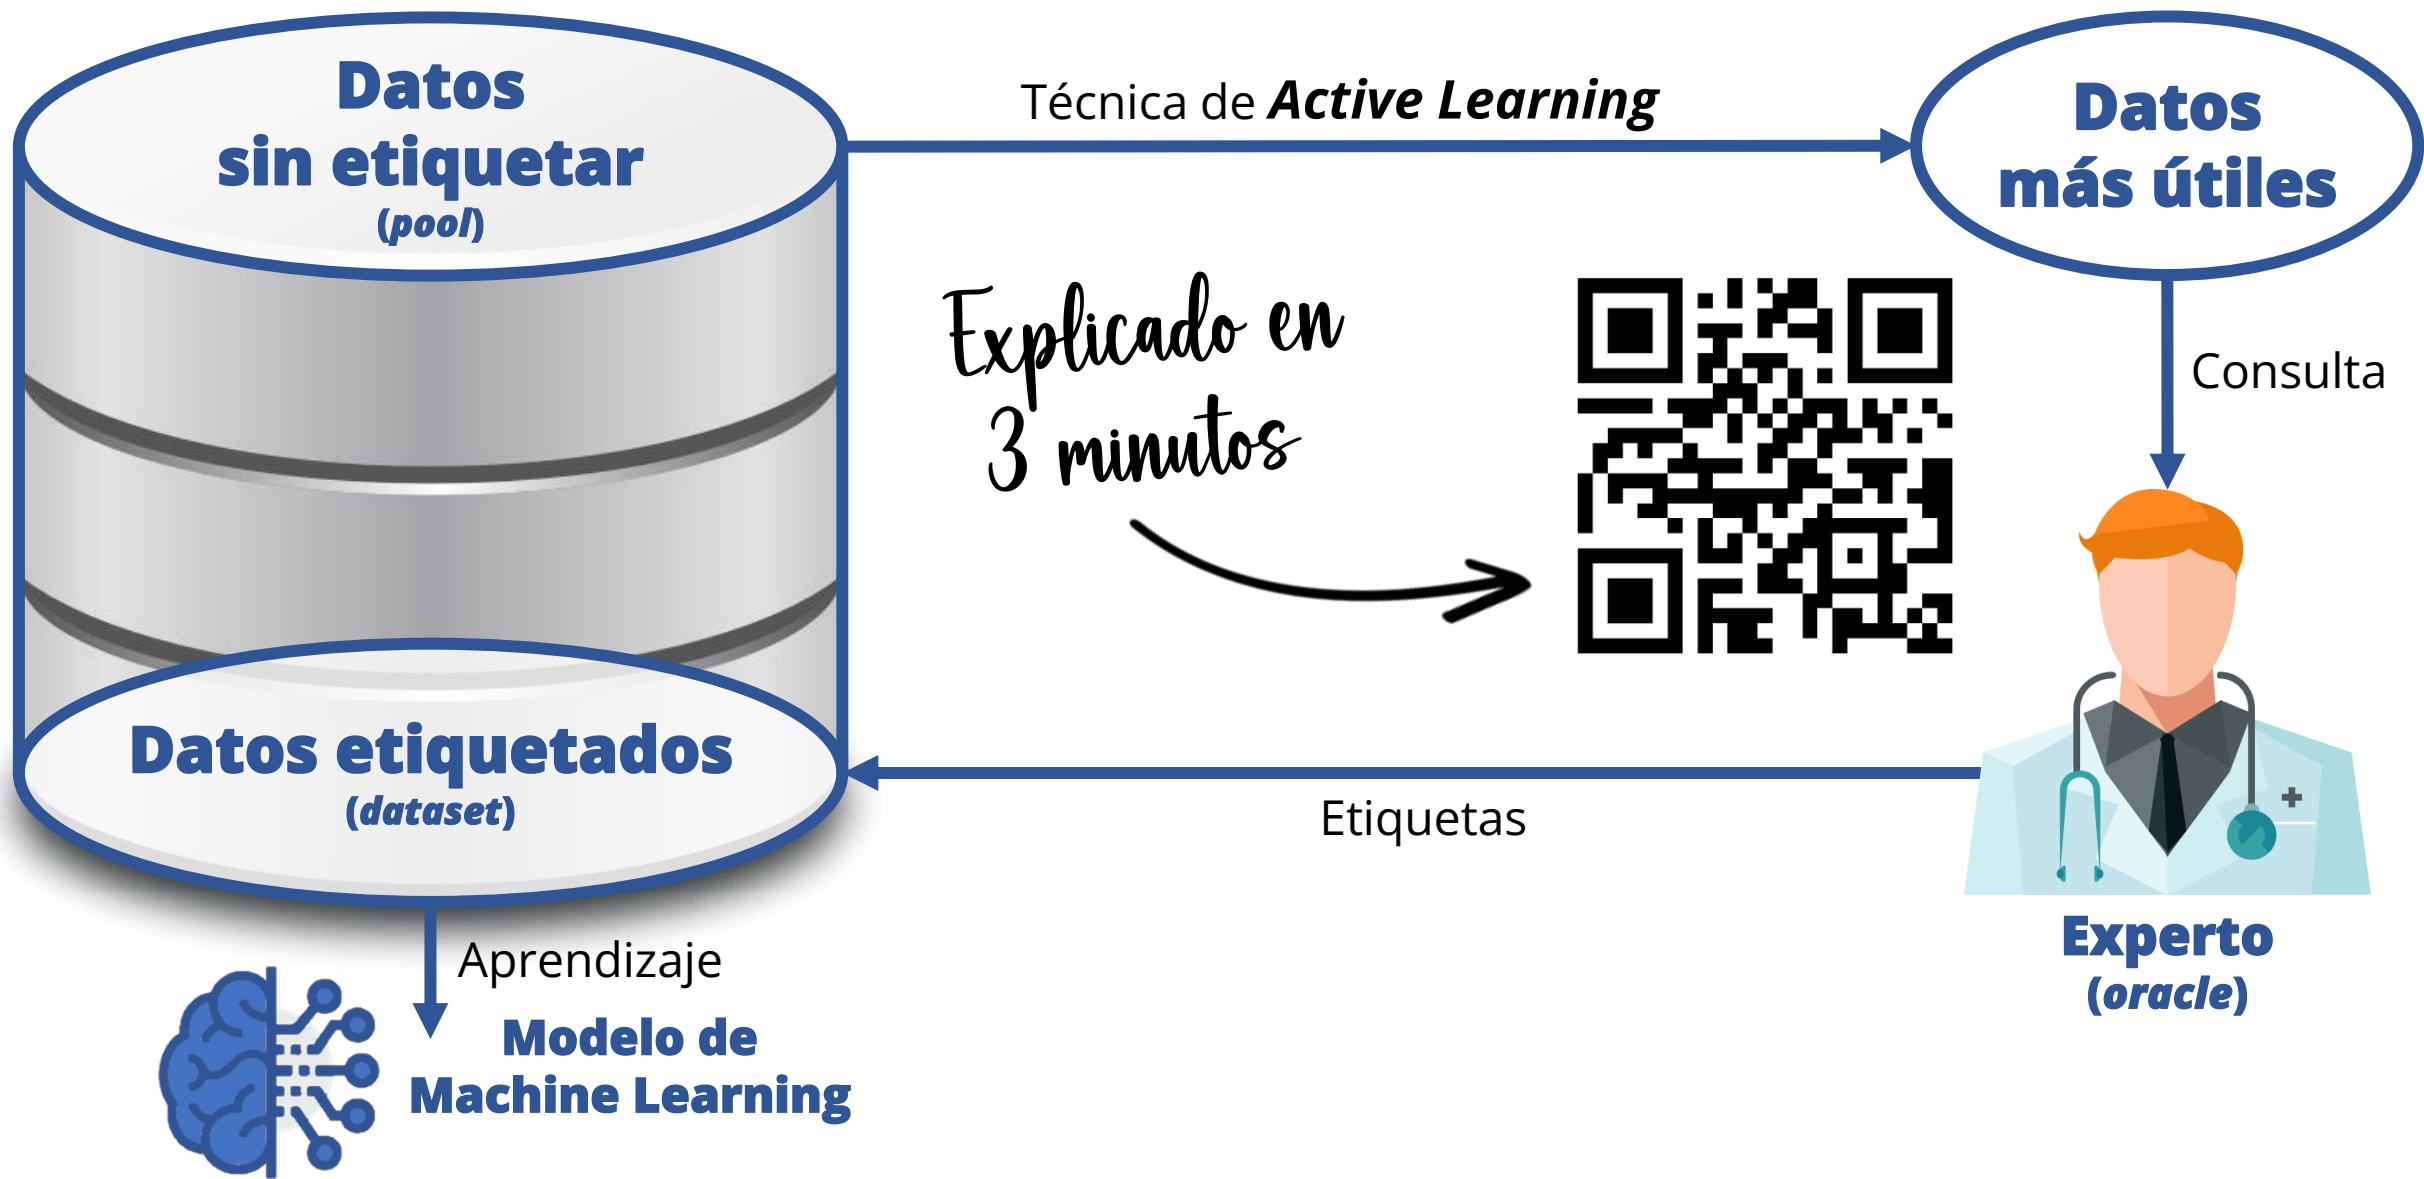 Datos
sin etiquetar
(pool)
Técnica de Active Learning
Datos
más útiles
Explicado en
3 minutos
Consulta
Datos etiquetados
(dataset)
Etiquetas
Experto
(oracle)
Aprendizaje
Modelo de
Machine Learning